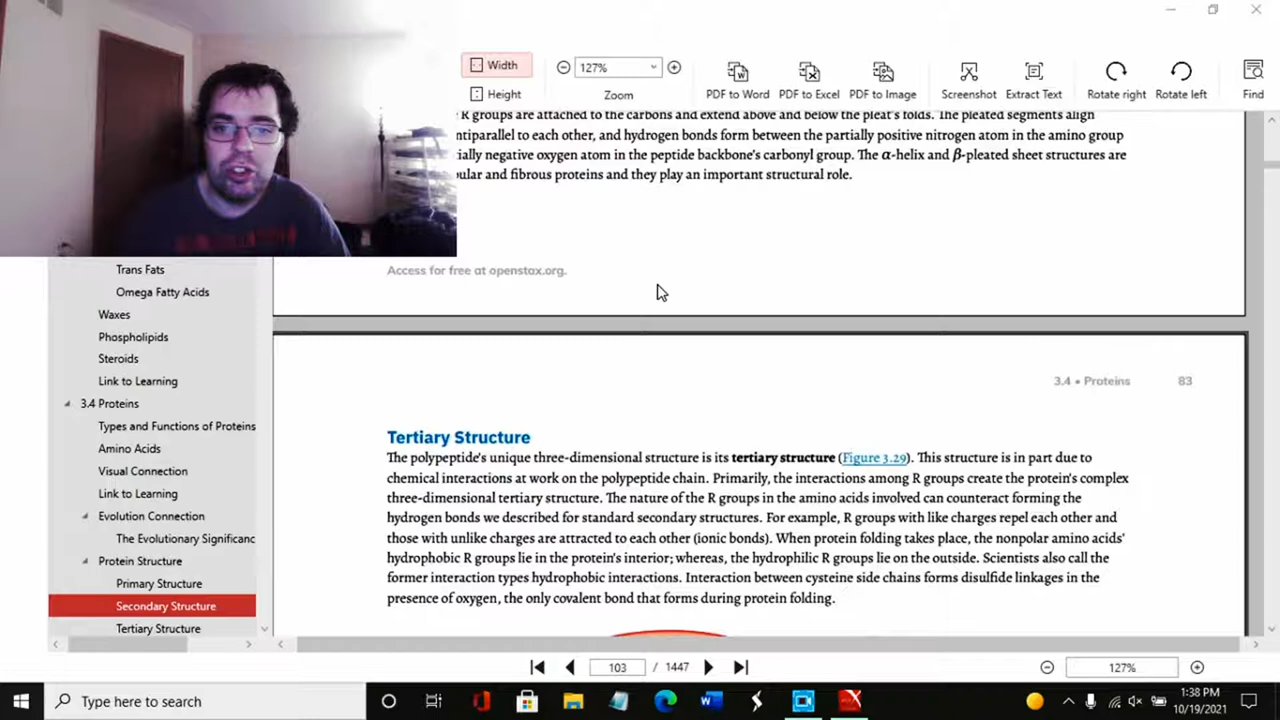 Width
127%
Height
Zoom
PDF to Word
PDF to Excel
PDF to Image
Screenshot
Extract Text
Rotate right
Rotate left
Find
R groups are attached to the carbons and extend above and below the pleat's folds. The pleated segments align
ntiparallel to each other, and hydrogen bonds form between the partially positive nitrogen atom in the amino group
ially negative oxygen atom in the peptide backbone's carbonyl group. The α-helix and β-pleated sheet structures are
ular and fibrous proteins and they play an important structural role.
Access for free at openstax.org.
Trans Fats
Omega Fatty Acids
Waxes
Phospholipids
Steroids
Link to Learning
3.4 Proteins
Types and Functions of Proteins
Amino Acids
Visual Connection
Link to Learning
Evolution Connection
The Evolutionary Significanc
Protein Structure
Primary Structure
Secondary Structure
Tertiary Structure
3.4 • Proteins 83
Tertiary Structure
The polypeptide's unique three-dimensional structure is its tertiary structure (Figure 3.29). This structure is in part due to
chemical interactions at work on the polypeptide chain. Primarily, the interactions among R groups create the protein's complex
three-dimensional tertiary structure. The nature of the R groups in the amino acids involved can counteract forming the
hydrogen bonds we described for standard secondary structures. For example, R groups with like charges repel each other and
those with unlike charges are attracted to each other (ionic bonds). When protein folding takes place, the nonpolar amino acids'
hydrophobic R groups lie in the protein's interior; whereas, the hydrophilic R groups lie on the outside. Scientists also call the
former interaction types hydrophobic interactions. Interaction between cysteine side chains forms disulfide linkages in the
presence of oxygen, the only covalent bond that forms during protein folding.
103 / 1447
127%
Type here to search
1:38 PM
10/19/2021